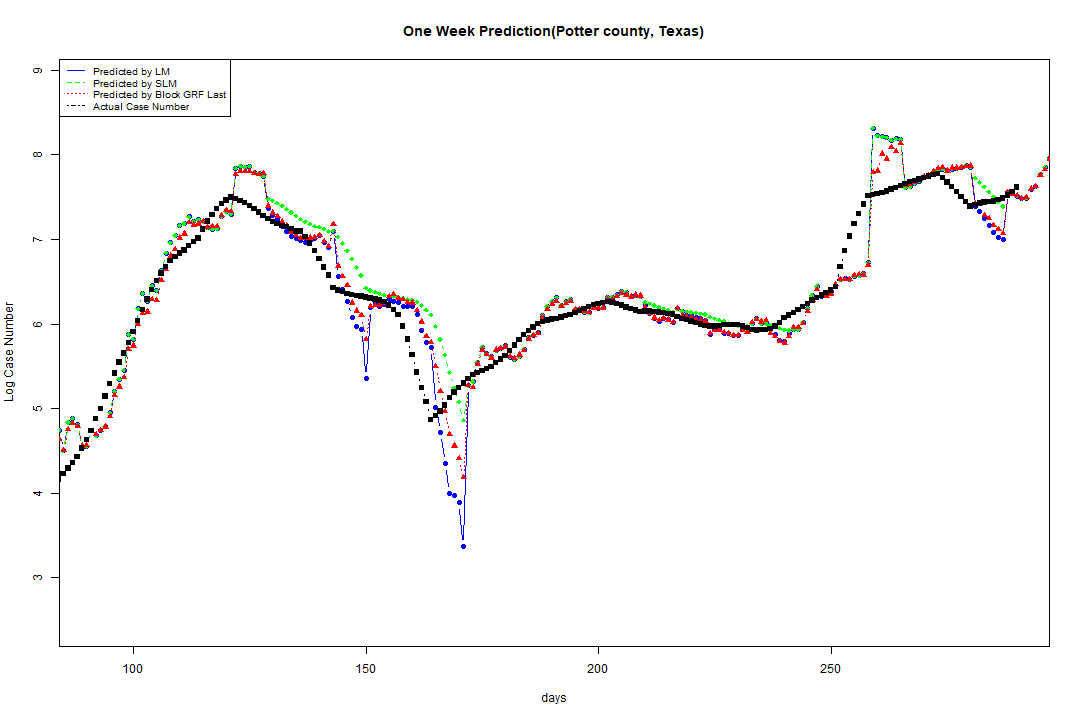 One Week Prediction(Potter county, Texas)
Predicted by LM
Predicted by SLM
Predicted by Block GRF Last
Actual Case Number
9
8
7
6
5
4
3
Log Case Number
100 150 200 250
days